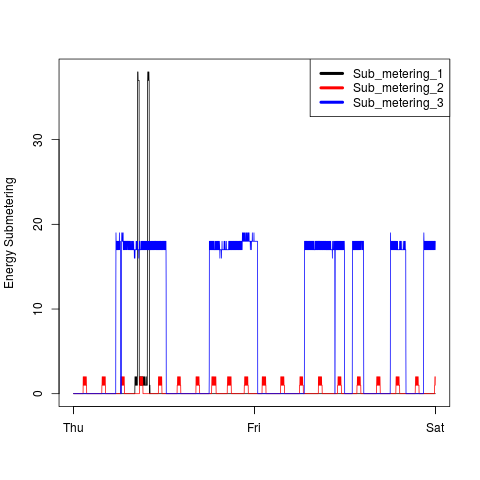 Sub_metering_1
Sub_metering_2
Sub_metering_3
Energy Submetering
30
20
10
0
Thu Fri Sat